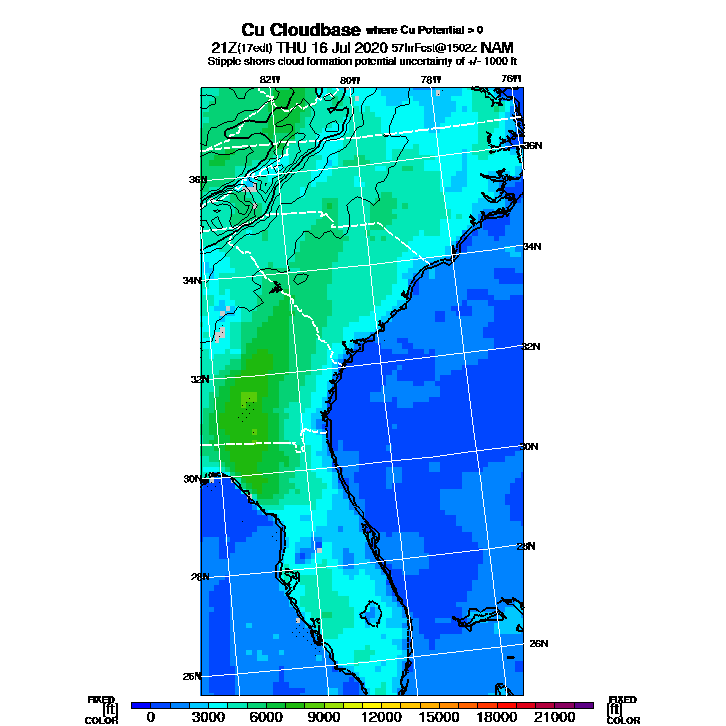 Cu Cloudbase where Cu Potential > 0
21Z(17edt) THU 16 Jul 2020 57hrFcst@1502z NAM
Stipple shows cloud formation potential uncertainty of +/- 1000 ft
82W 80W 78W 76W
36N 36N
34N 34N
32N 32N
30N 30N
28N 28N
26N 26N
FIXED FIXED
[ft] [ft]
COLOR COLOR
0 3000 6000 9000 12000 15000 18000 21000